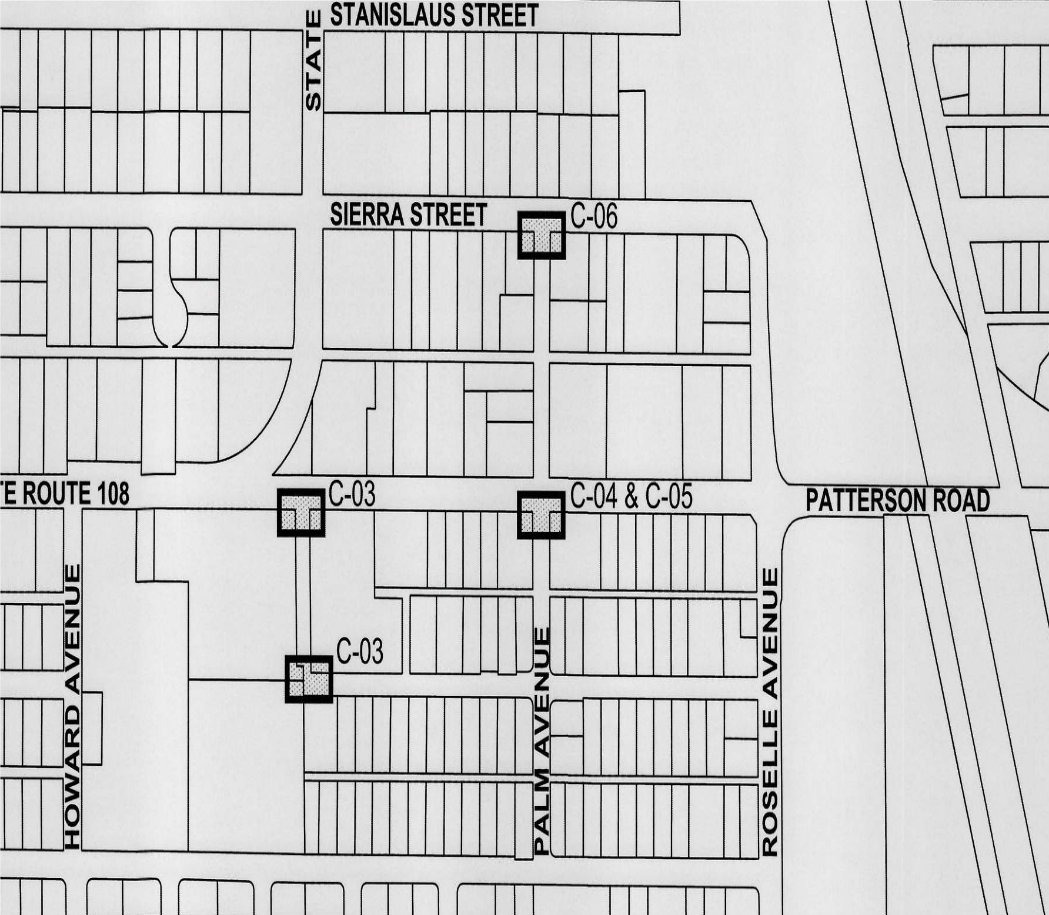 STANISLAUS STREET
STATE
SIERRA STREET
C-06
TE ROUTE 108
C-03
C-04 & C-05
PATTERSON ROAD
HOWARD AVENUE
C-03
PALM AVENUE
ROSELLE AVENUE